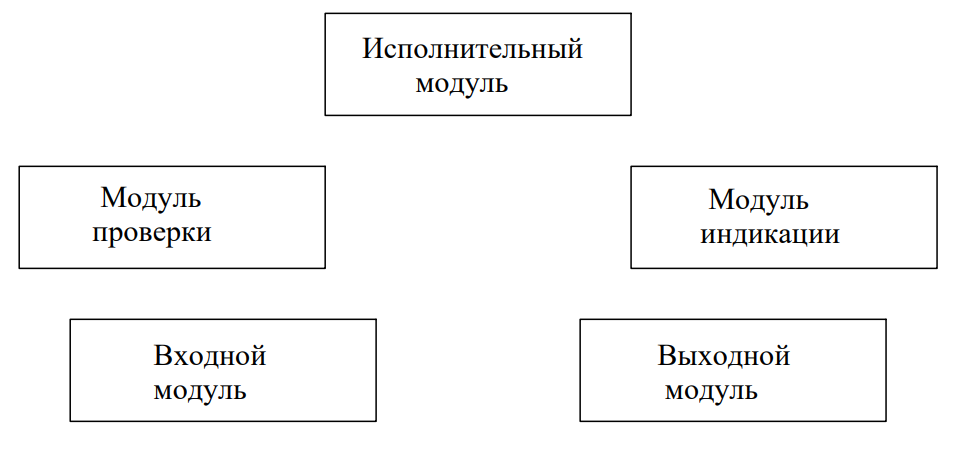 Исполнительный
модуль
Модуль
проверки
Модуль
индикации
Входной
модуль
Выходной
модуль